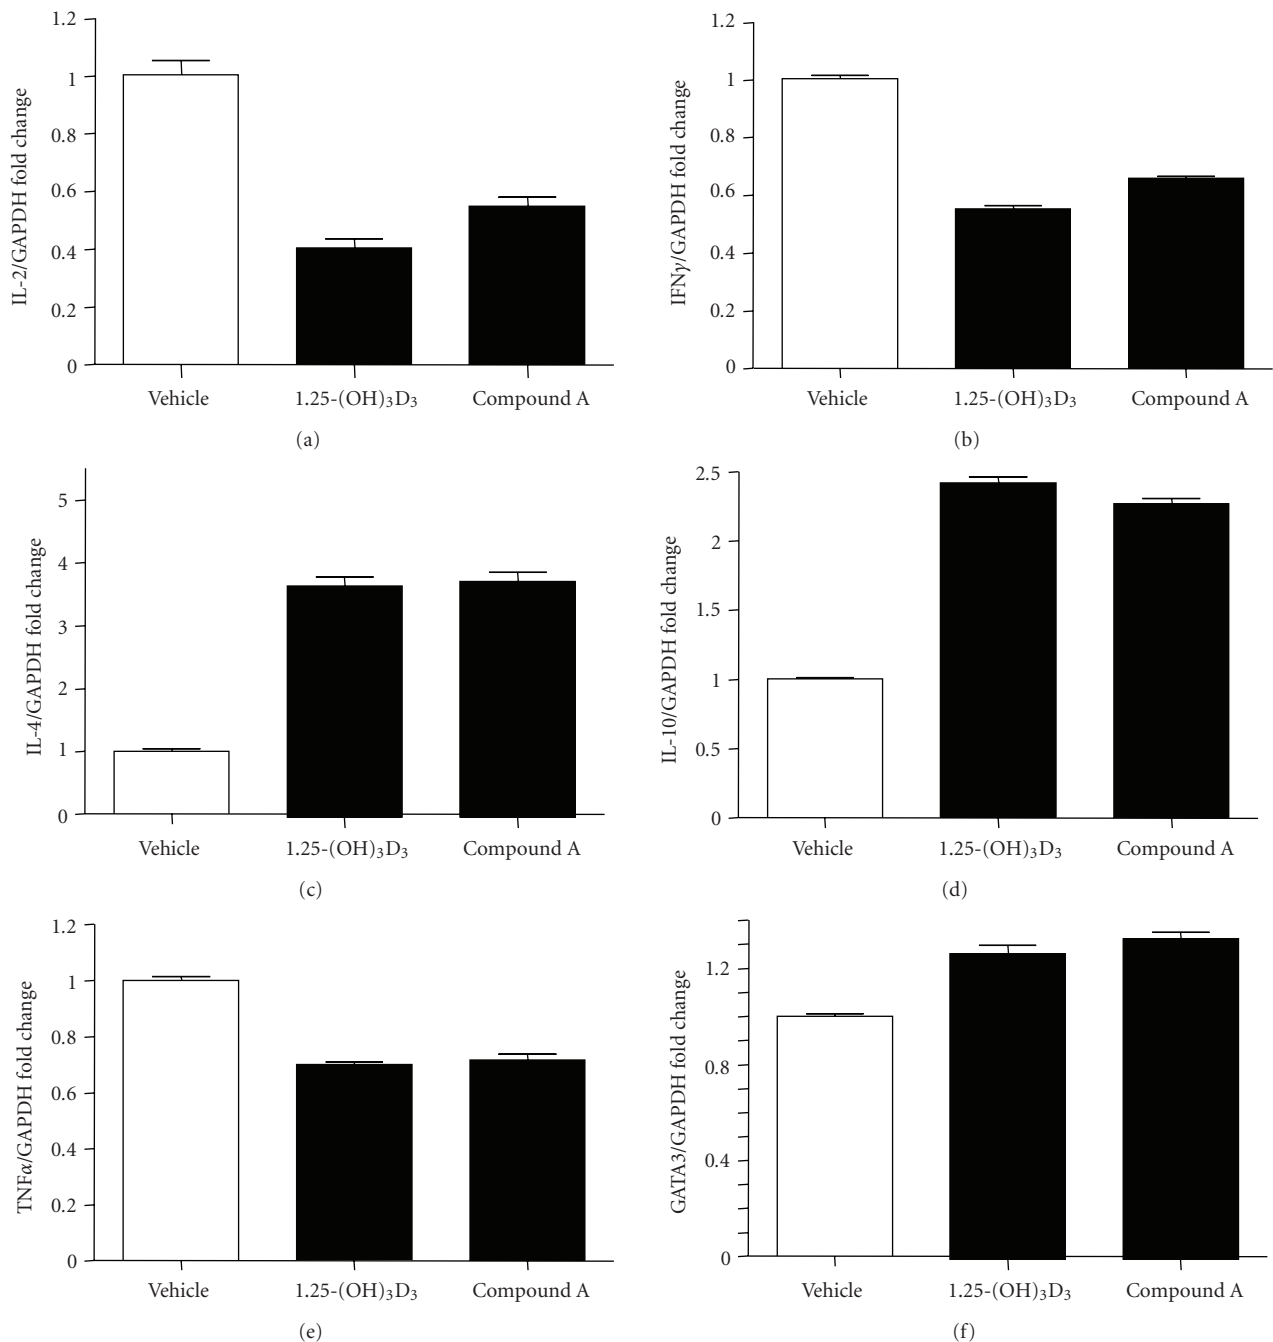 1.2
1
0.8
0.6
0.4
0.2
0
IL-2/GAPDH fold change
Vehicle 1.25-(OH)₃D₃ Compound A
(a)
1.2
1
0.8
0.6
0.4
0.2
0
IFNγ/GAPDH fold change
Vehicle 1.25-(OH)₃D₃ Compound A
(b)
5
4
3
2
1
0
IL-4/GAPDH fold change
Vehicle 1.25-(OH)₃D₃ Compound A
(c)
2.5
2
1.5
1
0.5
0
IL-10/GAPDH fold change
Vehicle 1.25-(OH)₃D₃ Compound A
(d)
1.2
1
0.8
0.6
0.4
0.2
0
TNFα/GAPDH fold change
Vehicle 1.25-(OH)₃D₃ Compound A
(e)
1.2
0.8
0.4
0
GATA3/GAPDH fold change
Vehicle 1.25-(OH)₃D₃ Compound A
(f)